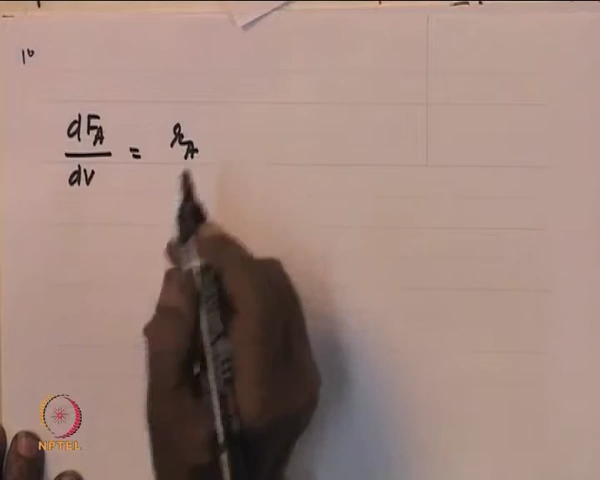 10
dF_A/dV = r_A
NPTEL